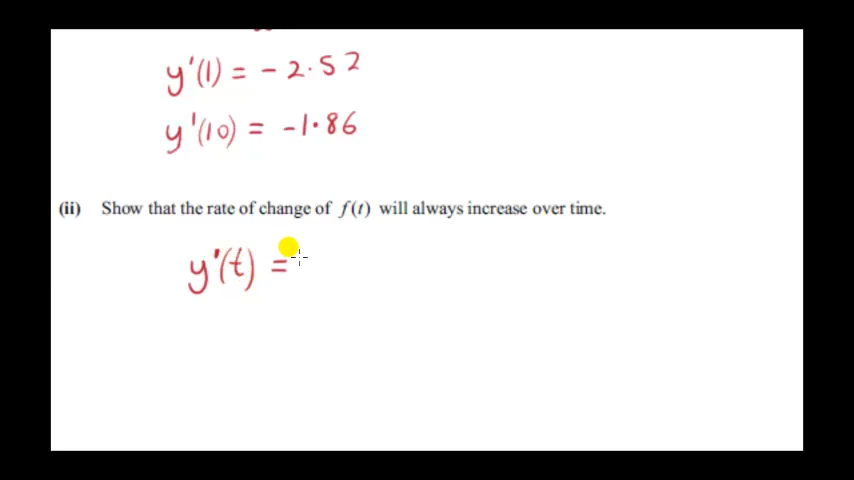 y'(1) = -2.52
y'(10) = -1.86
(ii) Show that the rate of change of f(t) will always increase over time.
y'(t) =